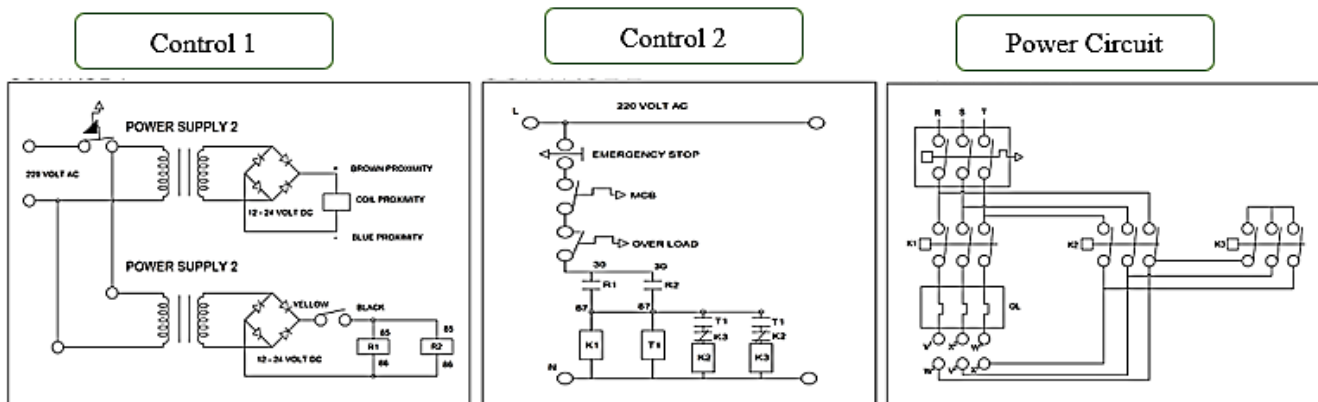 Control 1
POWER SUPPLY 2
220 VOLT AC
+ BROWN PROXIMITY
COIL PROXIMITY
12 - 24 VOLT DC
- BLUE PROXIMITY
POWER SUPPLY 2
YELLOW
BLACK
85 85
R1 R2
12 - 24 VOLT DC
86 86
Control 2
L
220 VOLT AC
EMERGENCY STOP
MCB
OVER LOAD
30 30
R1 R2
87 87
T1 T1
K3 K2
K1 T1 K2 K3
N
Power Circuit
R S T
K1 K2 K3
OL